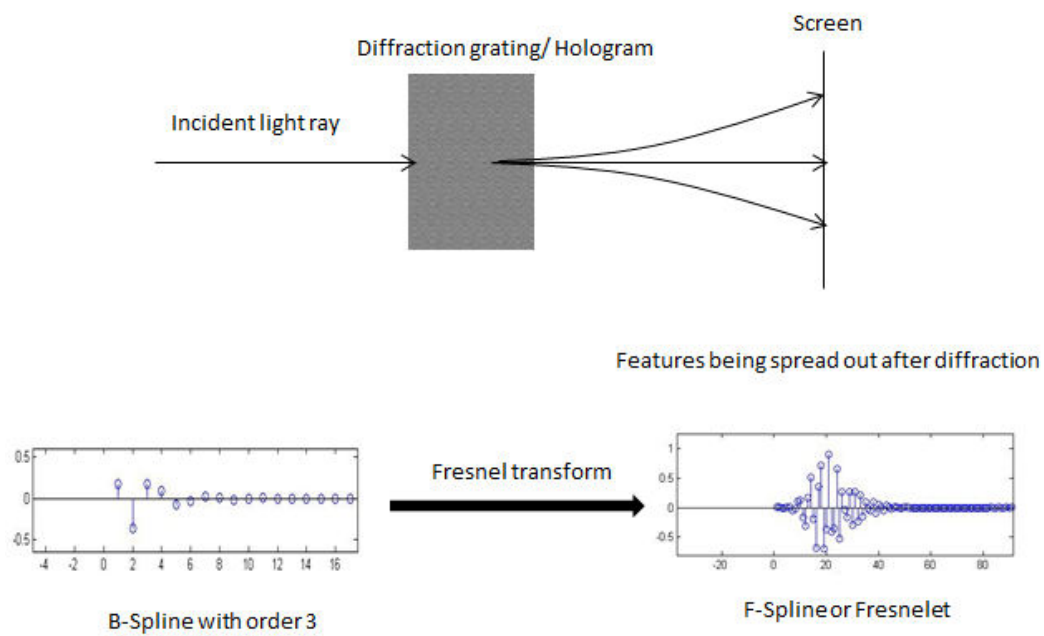 Screen
Diffraction grating/ Hologram
Incident light ray
Features being spread out after diffraction
0.5
0
-0.5
-4 -2 0 2 4 6 8 10 12 14 16
Fresnel transform
1
0.5
0
-0.5
-20 0 20 40 60 80
B-Spline with order 3
F-Spline or Fresnelet